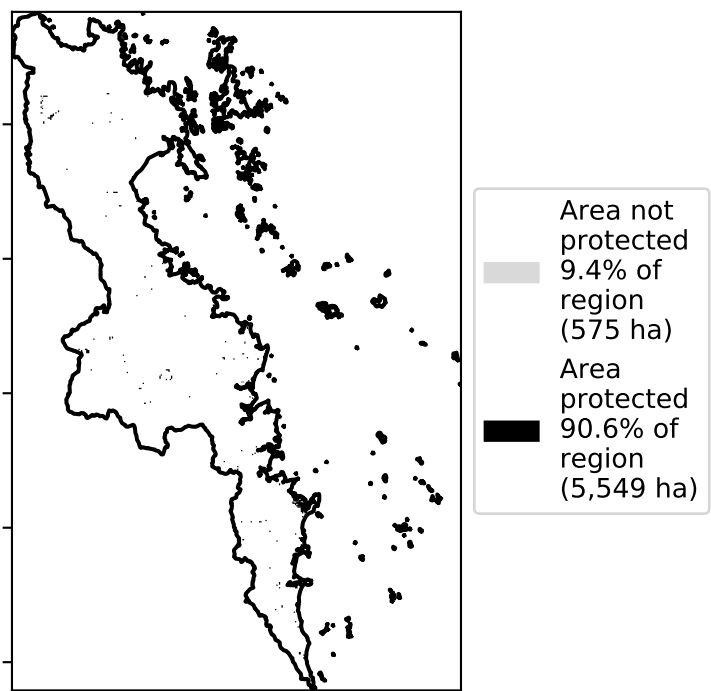 Area not
protected
9.4% of
region
(575 ha)
Area
protected
90.6% of
region
(5,549 ha)